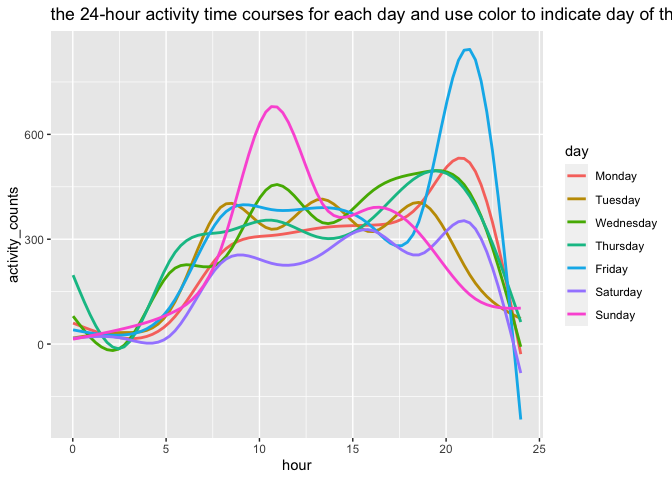 the 24-hour activity time courses for each day and use color to indicate day of th
activity_counts
600
300
0
0
5
10
15
20
25
hour
day
Monday
Tuesday
Wednesday
Thursday
Friday
Saturday
Sunday